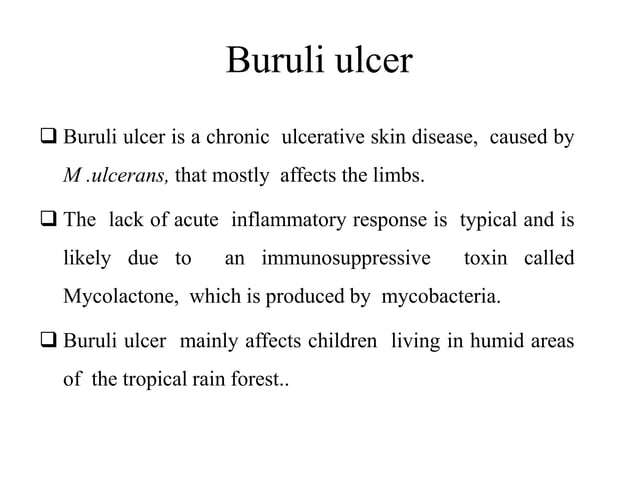 Buruli ulcer
❑ Buruli ulcer is a chronic ulcerative skin disease, caused by
M .ulcerans, that mostly affects the limbs.
❑ The lack of acute inflammatory response is typical and is
likely due to an immunosuppressive toxin called
Mycolactone, which is produced by mycobacteria.
❑ Buruli ulcer mainly affects children living in humid areas
of the tropical rain forest..